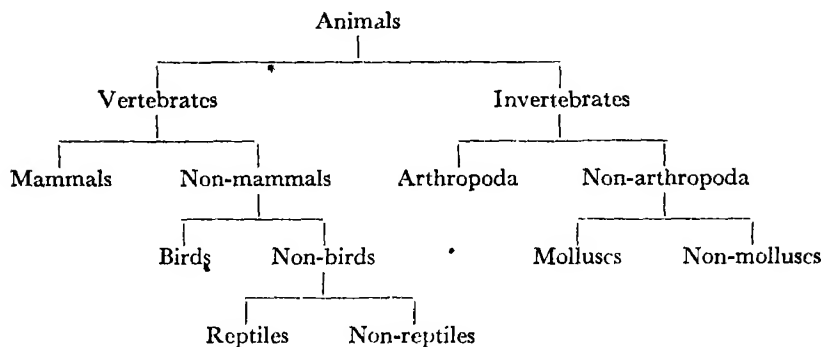 Animals
Vertebrates Invertebrates
Mammals Non-mammals Arthropoda Non-arthropoda
Birds Non-birds Molluscs Non-molluscs
Reptiles Non-reptiles